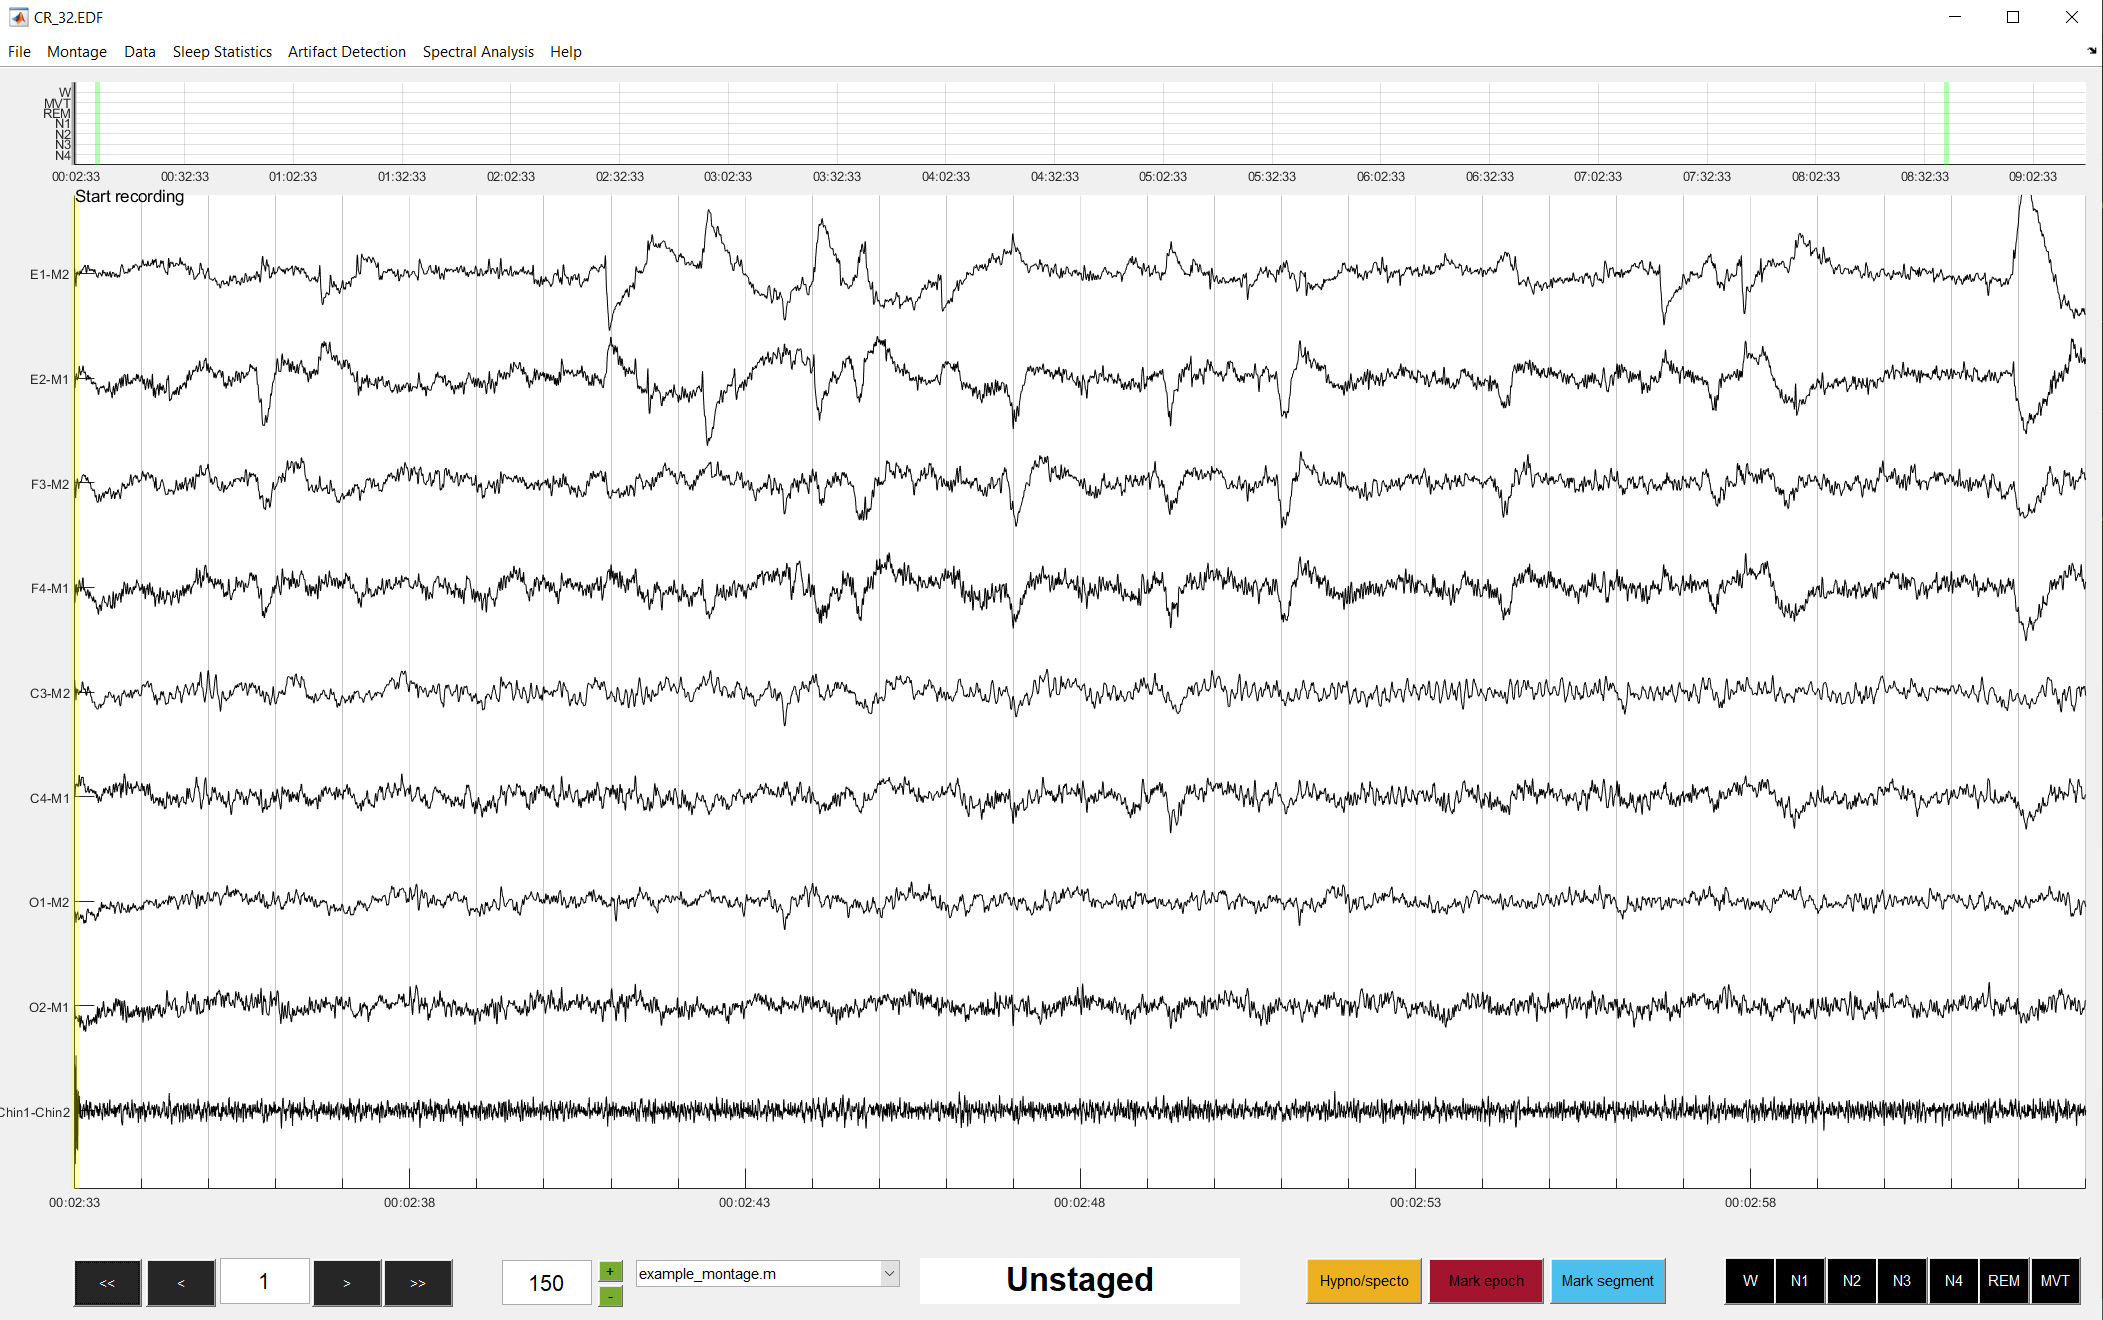 CR_32.EDF
File Montage Data Sleep Statistics Artifact Detection Spectral Analysis Help
W
MVT
REM
N1
N2
N3
N4
00:02:33 00:32:33 01:02:33 01:32:33 02:02:33 02:32:33 03:02:33 03:32:33 04:02:33 04:32:33 05:02:33 05:32:33 06:02:33 06:32:33 07:02:33 07:32:33 08:02:33 08:32:33 09:02:33
Start recording
E1-M2
E2-M1
F3-M2
F4-M1
C3-M2
C4-M1
O1-M2
O2-M1
Chin1-Chin2
00:02:33 00:02:38 00:02:43 00:02:48 00:02:53 00:02:58
<< < 1 > >> 150 + - example_montage.m Unstaged Hypno/specto Mark epoch Mark segment W N1 N2 N3 N4 REM MVT